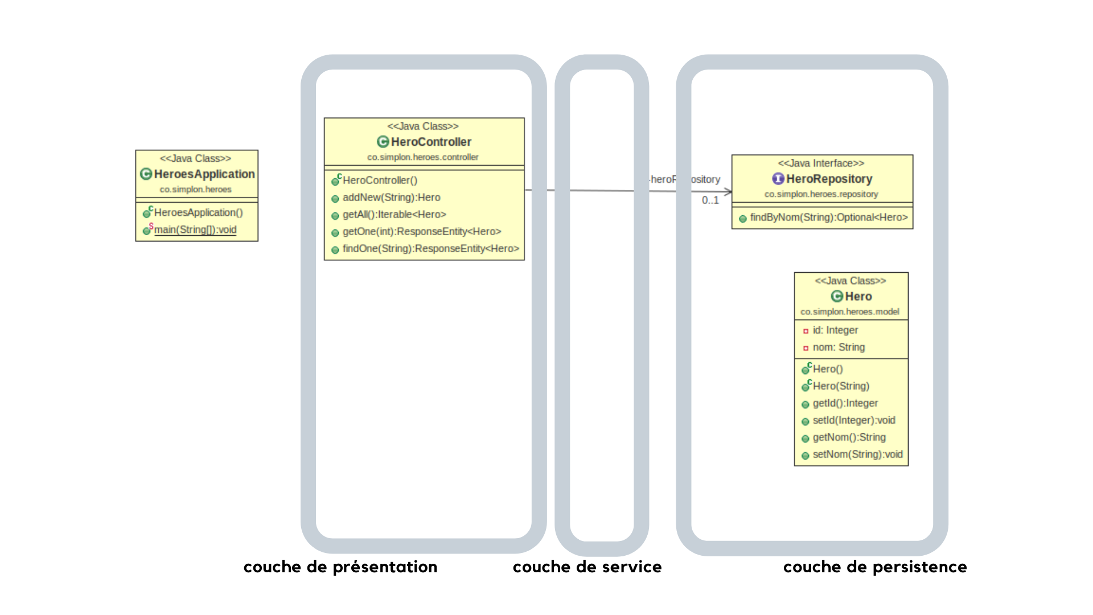 <<Java Class>>
HeroesApplication
co.simplon.heroes
HeroesApplication()
main(String[]):void
<<Java Class>>
HeroController
co.simplon.heroes.controller
HeroController()
addNew(String):Hero
getAll():Iterable<Hero>
getOne(int):ResponseEntity<Hero>
findOne(String):ResponseEntity<Hero>
0..1
<<Java Interface>>
HeroRepository
co.simplon.heroes.repository
findByNom(String):Optional<Hero>
<<Java Class>>
Hero
co.simplon.heroes.model
id: Integer
nom: String
Hero()
Hero(String)
getId():Integer
setId(Integer):void
getNom():String
setNom(String):void
couche de présentation
couche de service
couche de persistence